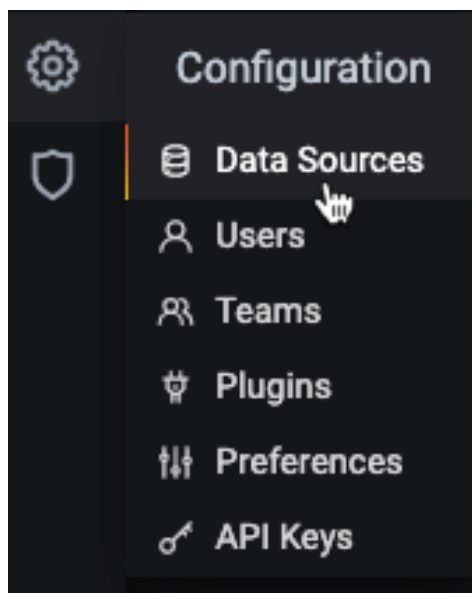 Configuration
Data Sources
Users
Teams
Plugins
Preferences
API Keys